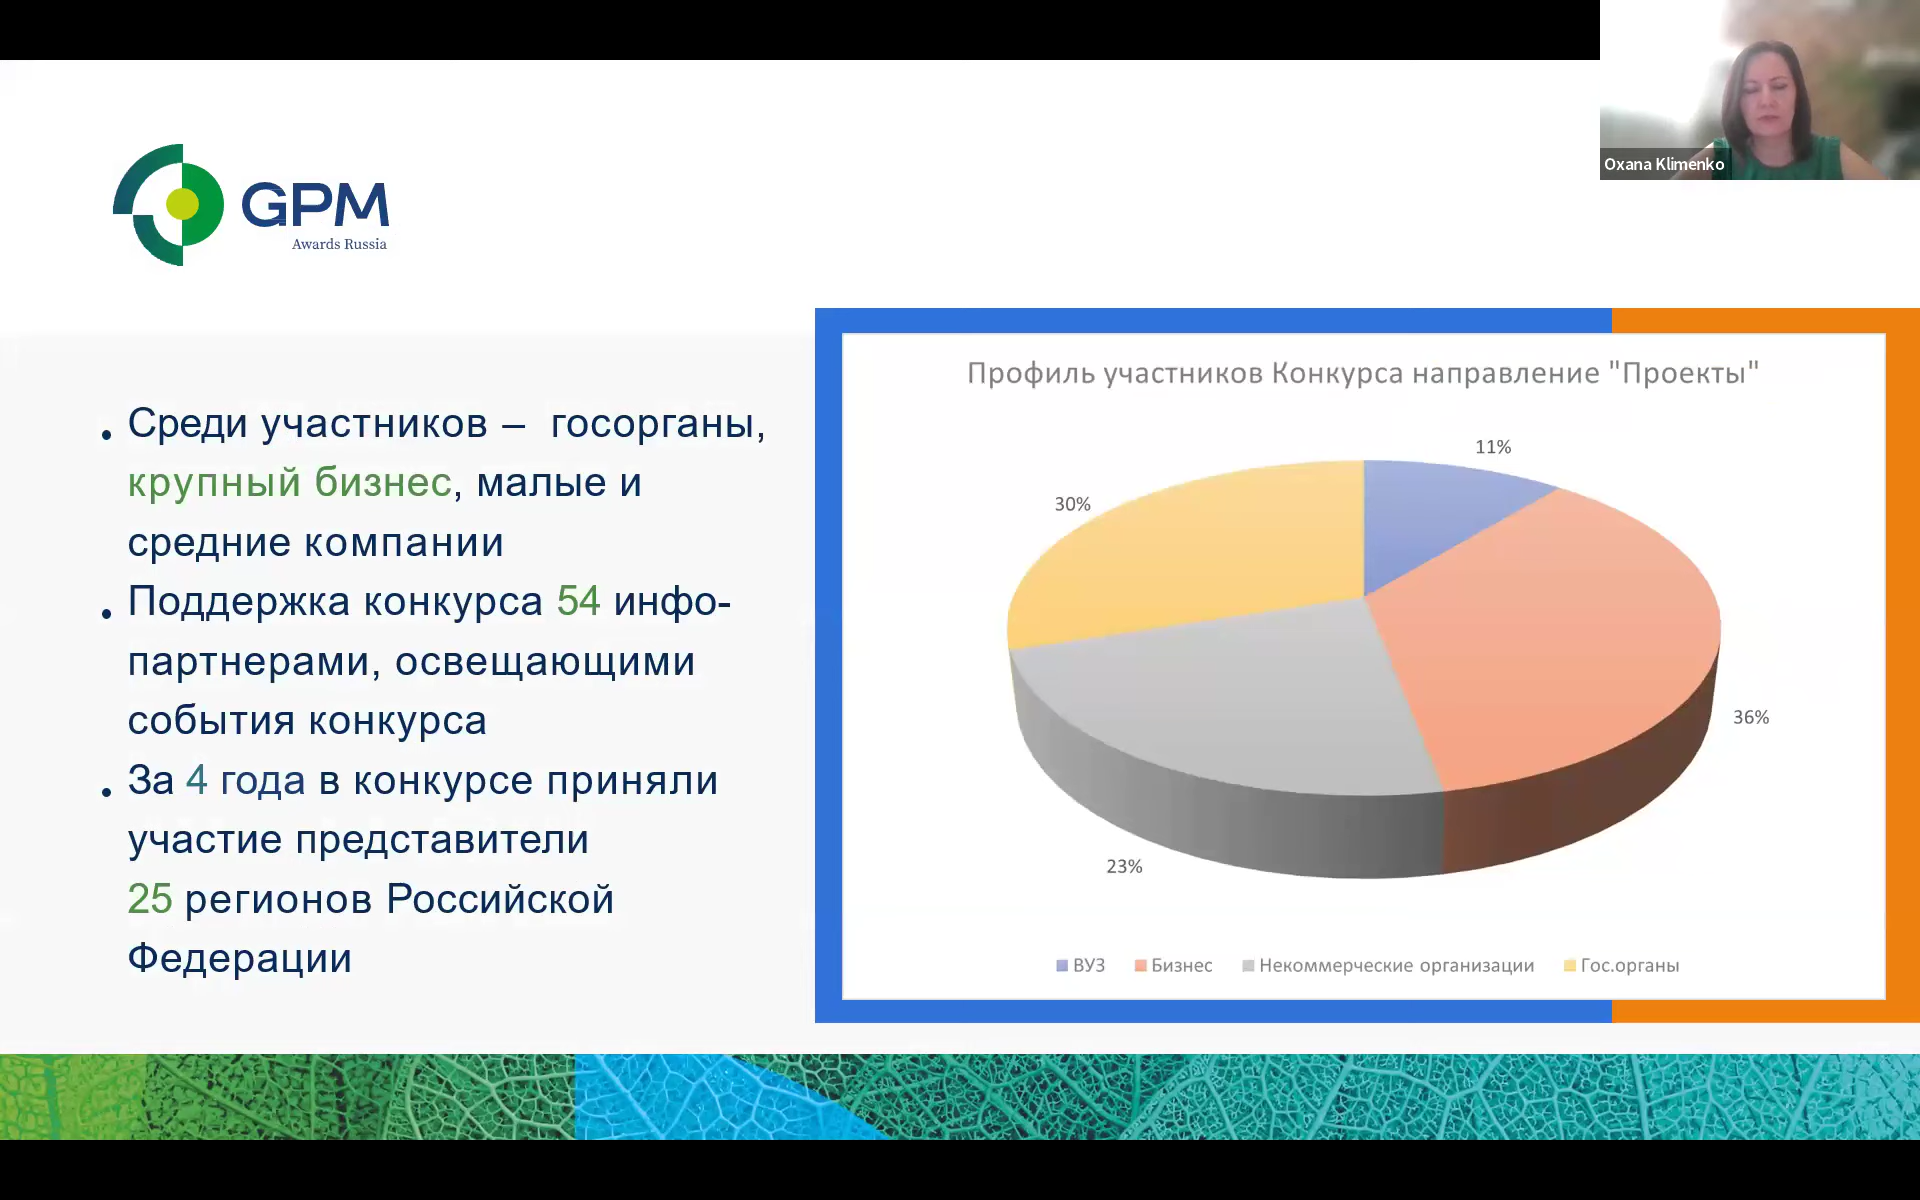 Oxana Klimenko
GPM
Awards Russia
• Среди участников – госорганы,
крупный бизнес, малые и
средние компании
• Поддержка конкурса 54 инфо-
партнерами, освещающими
события конкурса
• За 4 года в конкурсе приняли
участие представители
25 регионов Российской
Федерации
Профиль участников Конкурса направление "Проекты"
11%
30%
36%
23%
ВУЗ Бизнес Некоммерческие организации Гос.органы